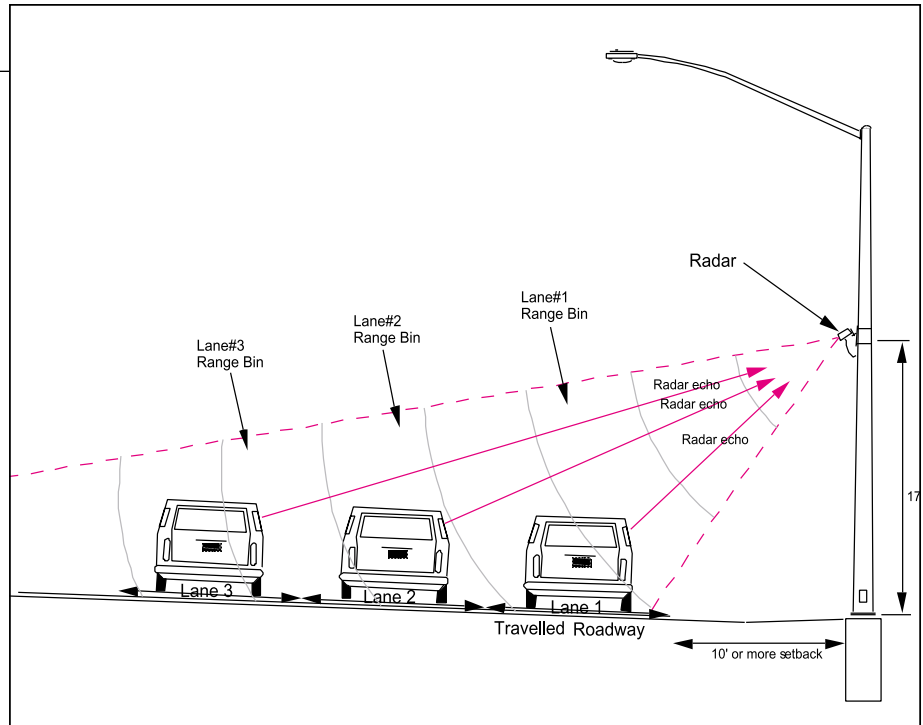 Radar
Lane#1
Range Bin
Lane#2
Range Bin
Lane#3
Range Bin
Radar echo
Radar echo
Radar echo
17
Lane 3
Lane 2
Lane 1
Travelled Roadway
10' or more setback